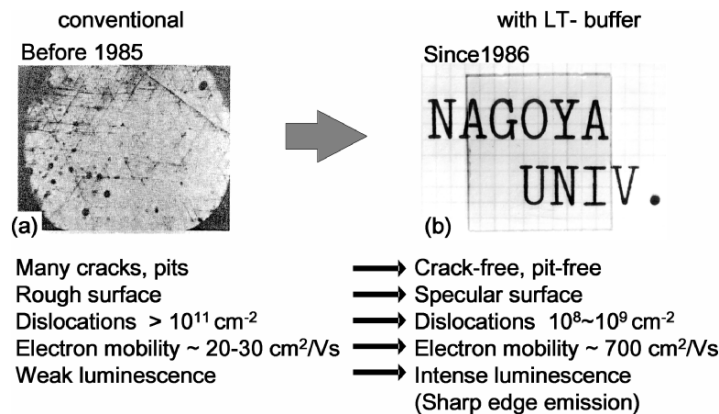 conventional
with LT- buffer
Before 1985
Since1986
NAGOYA
UNIV.
(a)
(b)
Many cracks, pits
Crack-free, pit-free
Rough surface
Specular surface
Dislocations > 10¹¹ cm⁻²
Dislocations 10⁸~10⁹ cm⁻²
Electron mobility ~ 20-30 cm²/Vs
Electron mobility ~ 700 cm²/Vs
Weak luminescence
Intense luminescence
(Sharp edge emission)